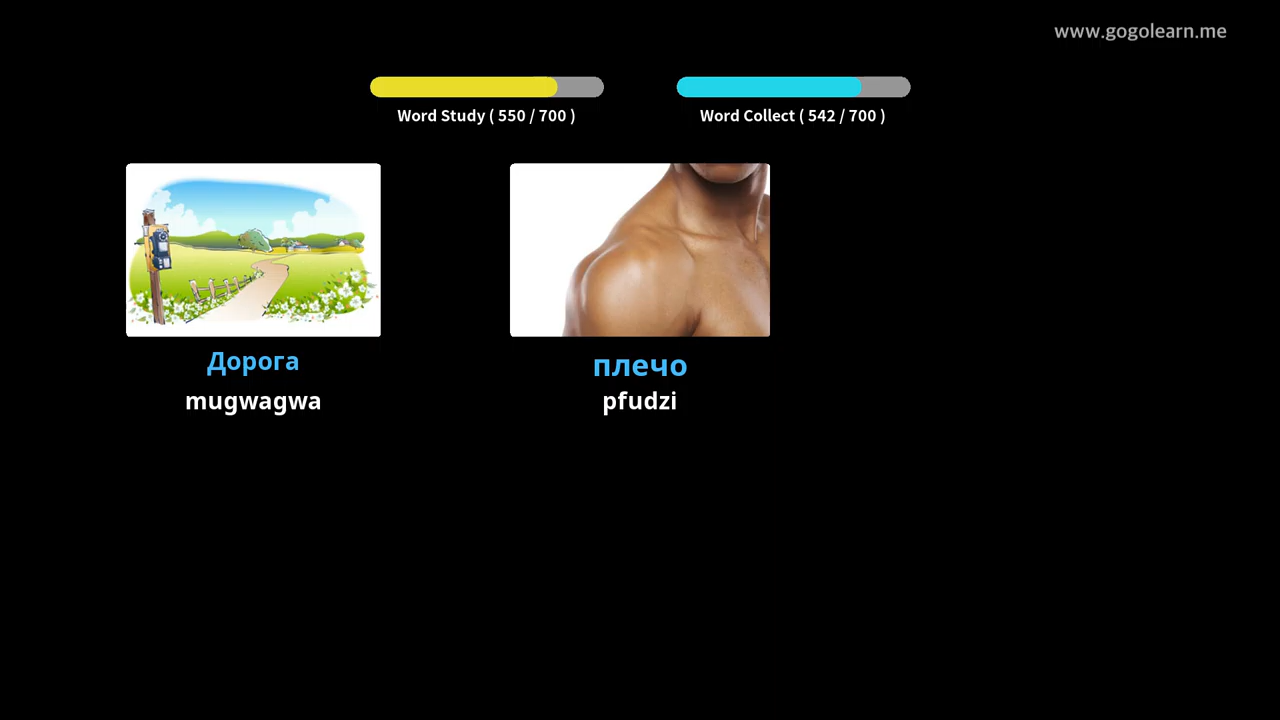 www.gogolearn.me
Word Study ( 550 / 700 )
Word Collect ( 542 / 700 )
Дорога
mugwagwa
плечо
pfudzi